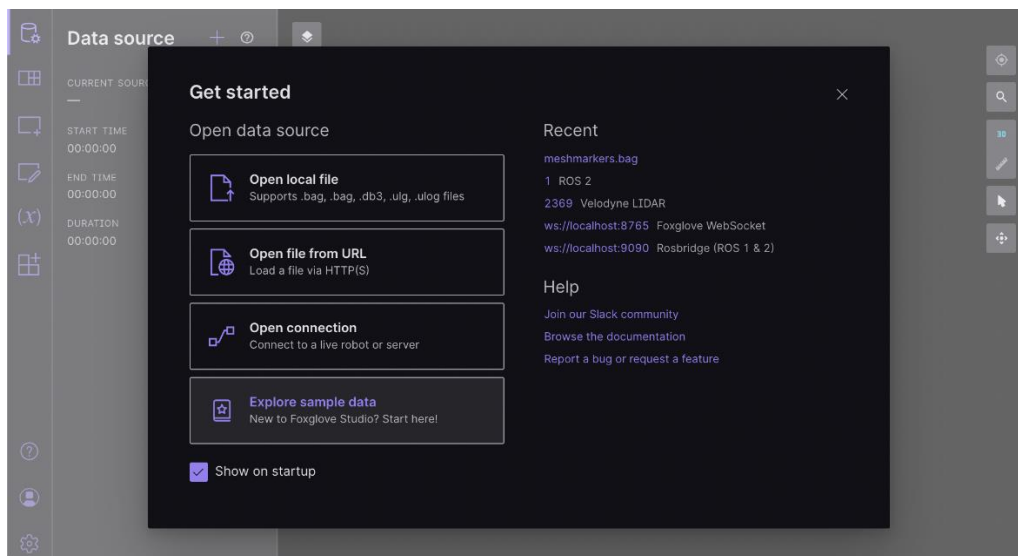 Data source
CURRENT SOUR
—
START TIME
00:00:00
END TIME
00:00:00
DURATION
00:00:00
(x)
Get started
Open data source
Open local file
Supports .bag, .bag, .db3, .ulg, .ulog files
Open file from URL
Load a file via HTTP(S)
Open connection
Connect to a live robot or server
Explore sample data
New to Foxglove Studio? Start here!
Show on startup
Recent
meshmarkers.bag
1 ROS 2
2369 Velodyne LIDAR
ws://localhost:8765 Foxglove WebSocket
ws://localhost:9090 Rosbridge (ROS 1 & 2)
Help
Join our Slack community
Browse the documentation
Report a bug or request a feature
3D